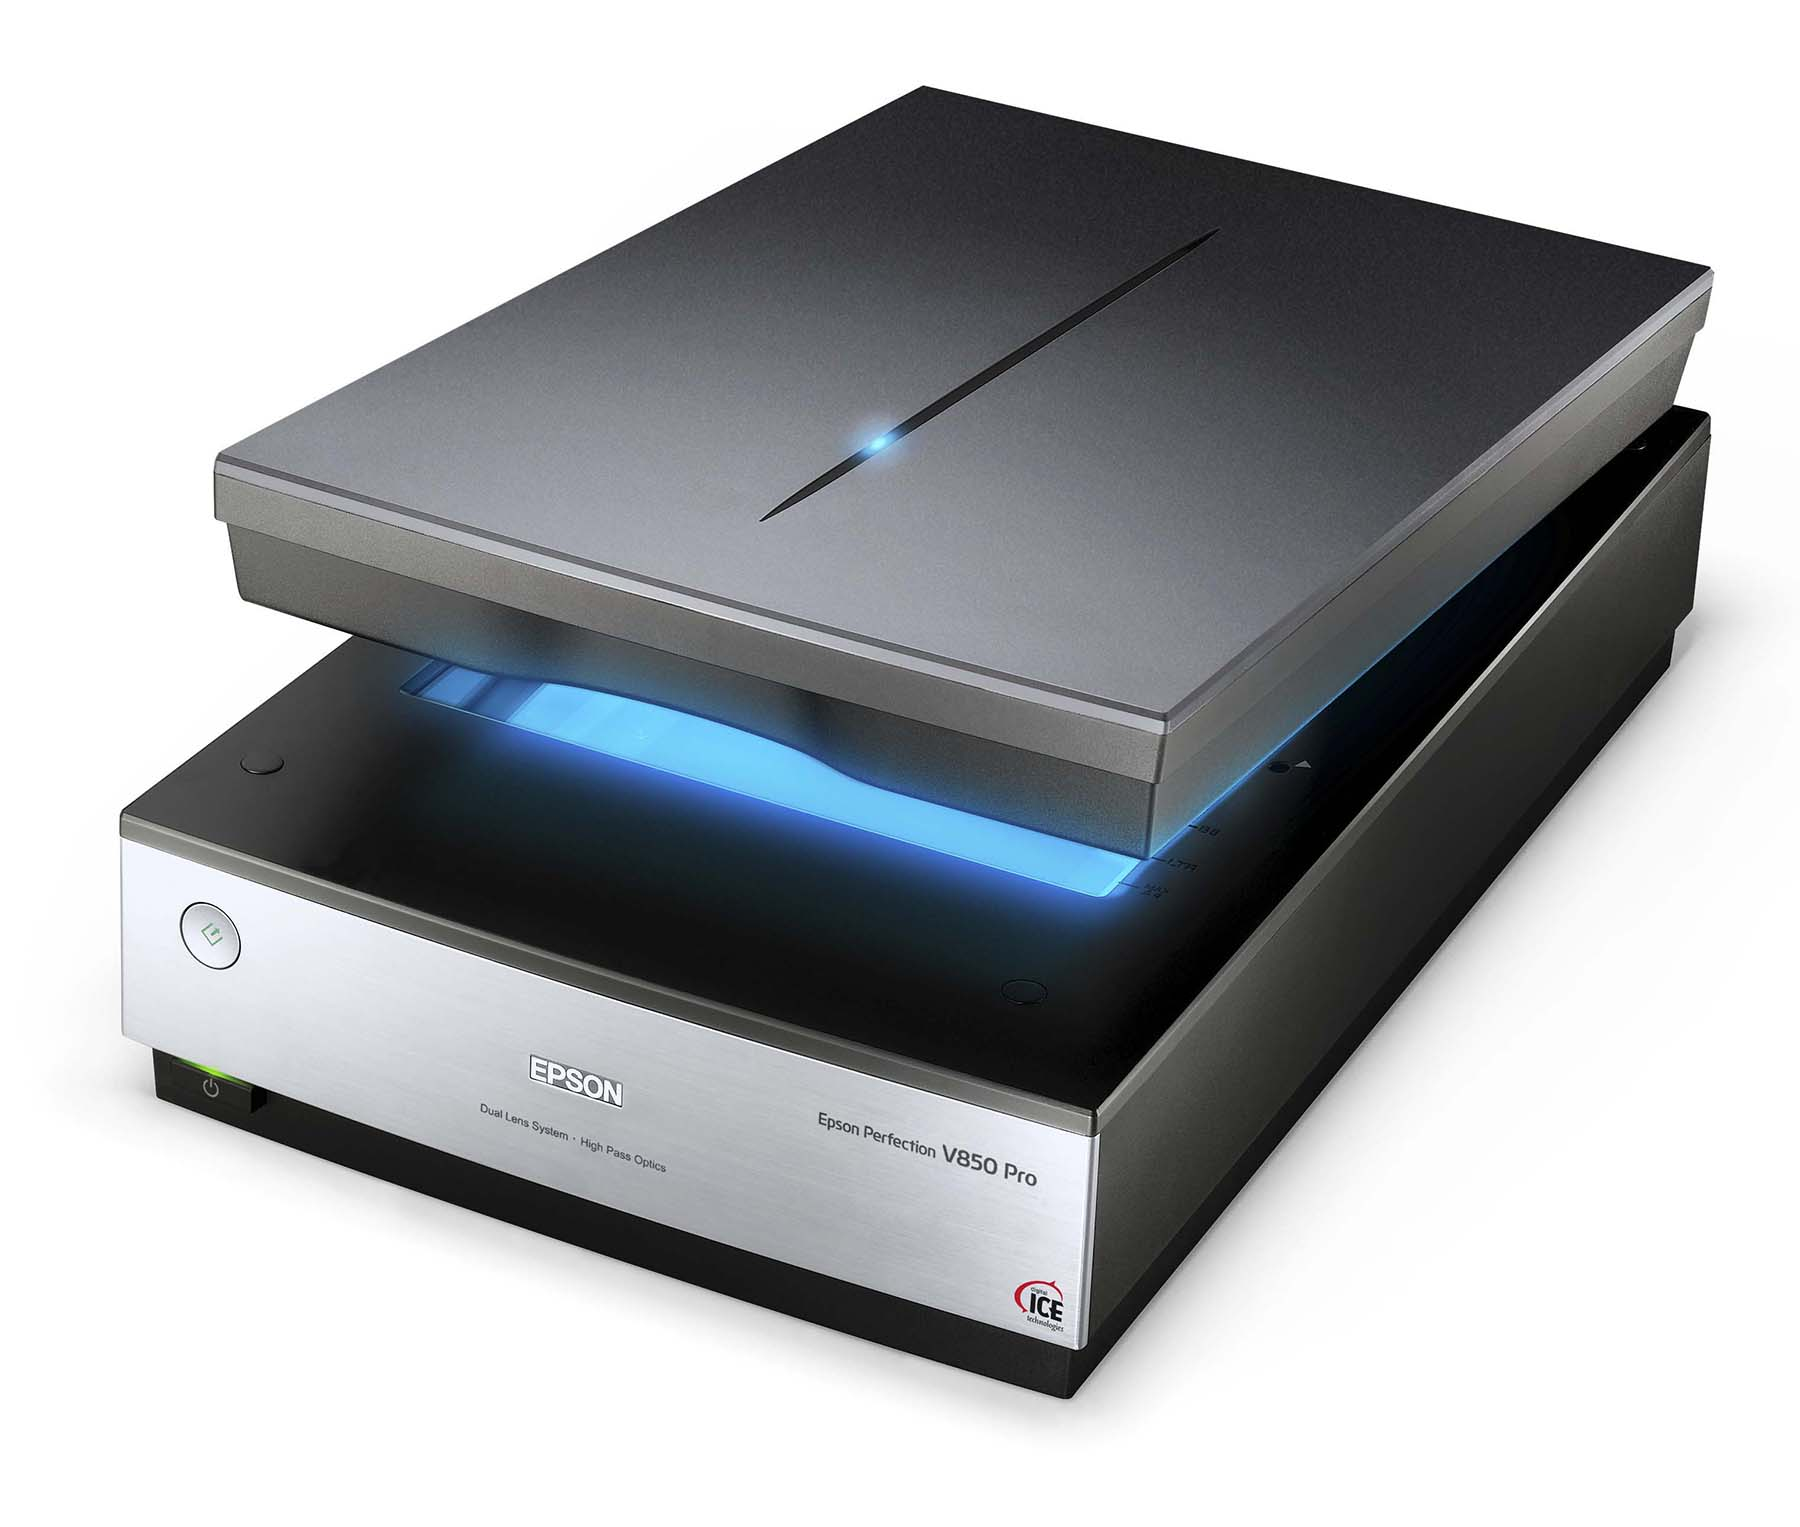 EPSON
Dual Lens System · High Pass Optics
Epson Perfection V850 Pro
Digital
ICE
technologies